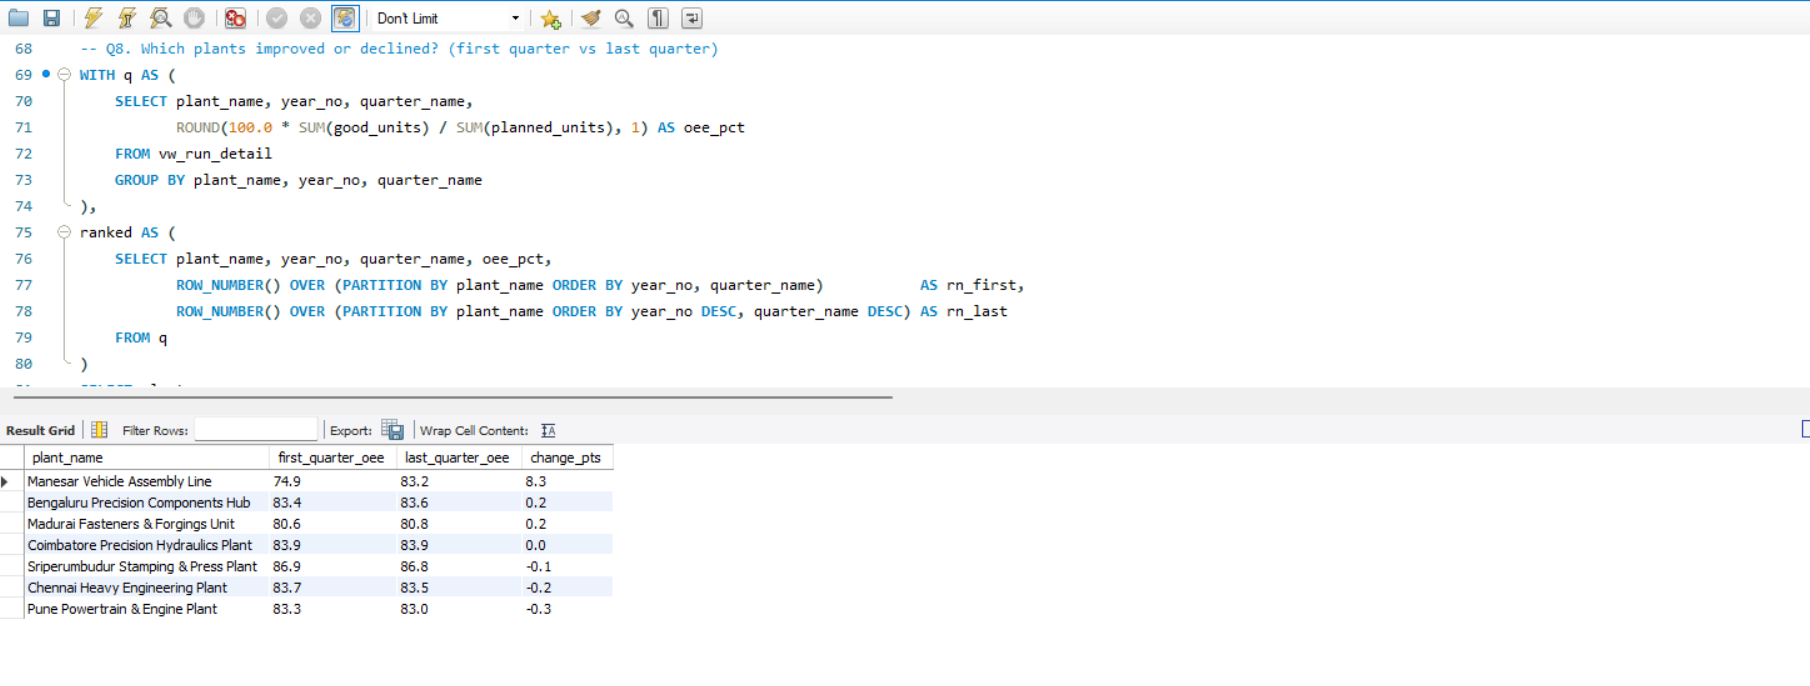 Don't Limit
68 -- Q8. Which plants improved or declined? (first quarter vs last quarter)
69 WITH q AS (
70 SELECT plant_name, year_no, quarter_name,
71 ROUND(100.0 * SUM(good_units) / SUM(planned_units), 1) AS oee_pct
72 FROM vw_run_detail
73 GROUP BY plant_name, year_no, quarter_name
74 ),
75 ranked AS (
76 SELECT plant_name, year_no, quarter_name, oee_pct,
77 ROW_NUMBER() OVER (PARTITION BY plant_name ORDER BY year_no, quarter_name) AS rn_first,
78 ROW_NUMBER() OVER (PARTITION BY plant_name ORDER BY year_no DESC, quarter_name DESC) AS rn_last
79 FROM q
80 )
Result Grid Filter Rows: Export: Wrap Cell Content:
plant_name first_quarter_oee last_quarter_oee change_pts
Manesar Vehicle Assembly Line 74.9 83.2 8.3
Bengaluru Precision Components Hub 83.4 83.6 0.2
Madurai Fasteners & Forgings Unit 80.6 80.8 0.2
Coimbatore Precision Hydraulics Plant 83.9 83.9 0.0
Sriperumbudur Stamping & Press Plant 86.9 86.8 -0.1
Chennai Heavy Engineering Plant 83.7 83.5 -0.2
Pune Powertrain & Engine Plant 83.3 83.0 -0.3